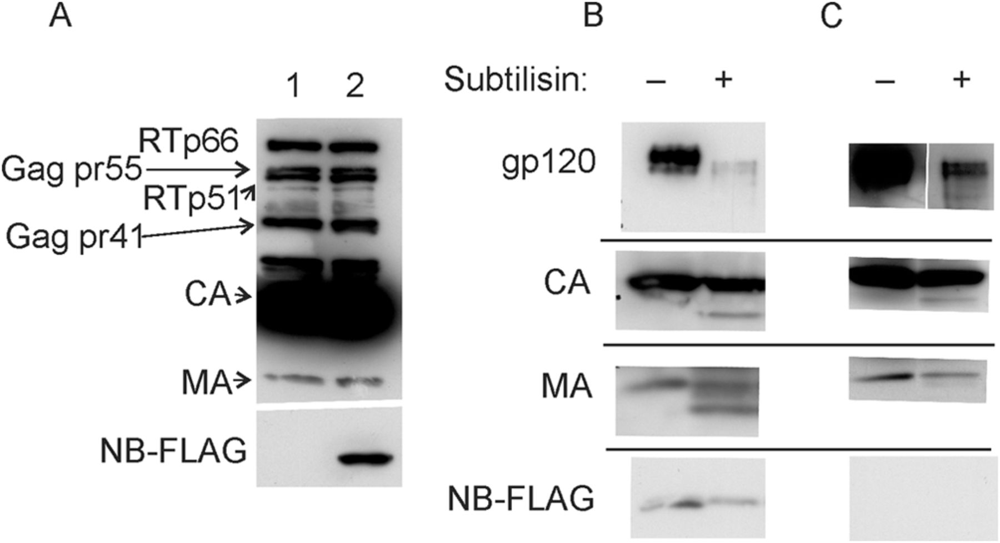 A
B
C
1 2
Subtilisin: – + – +
RTp66
Gag pr55
RTp51
Gag pr41
CA
MA
NB-FLAG
gp120
CA
MA
NB-FLAG